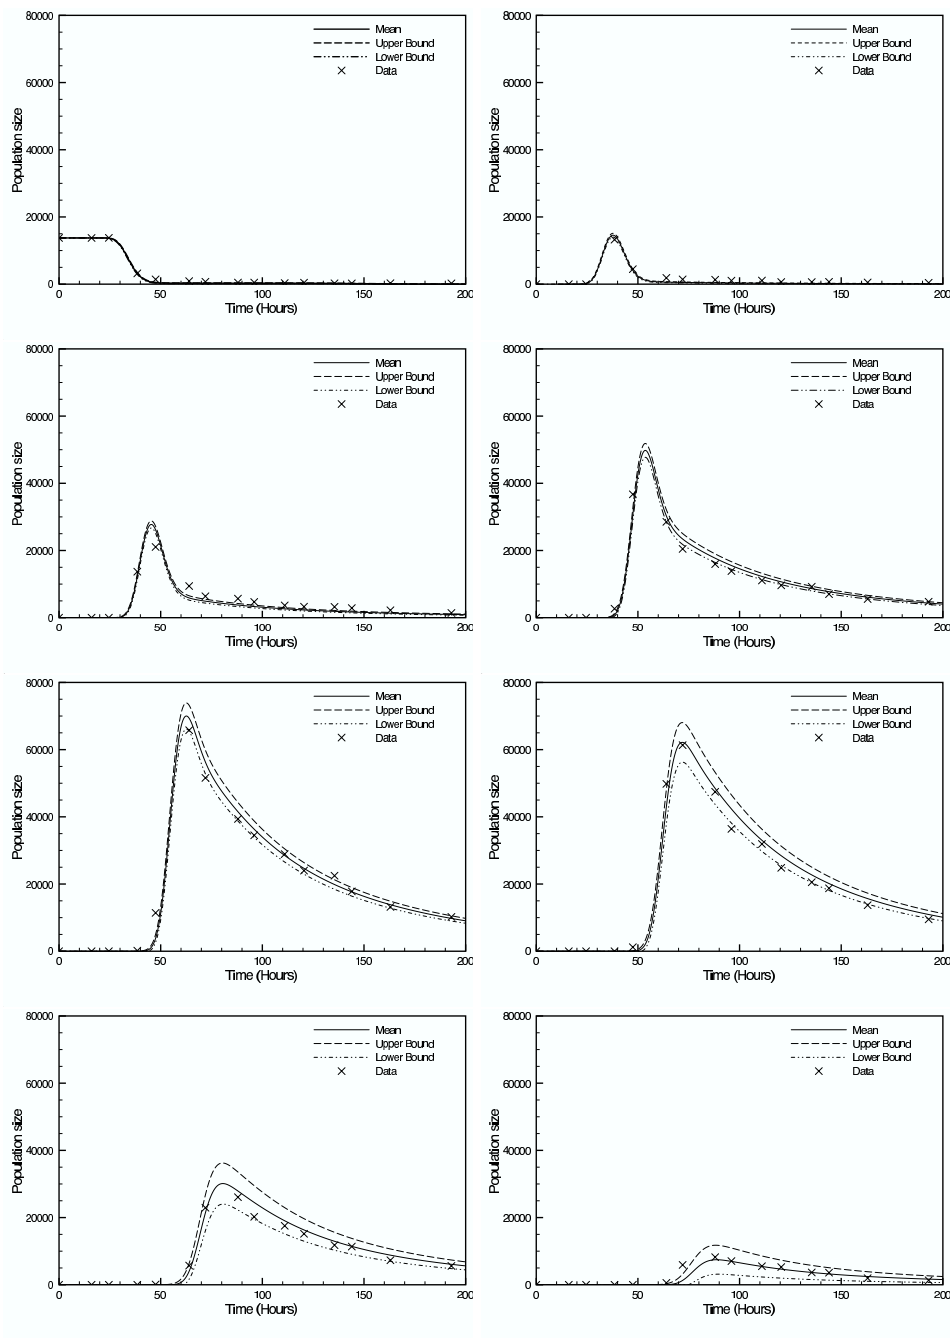 80000
60000
40000
20000
0
0 50 100 150 200
Population size
Time (Hours)
Mean
Upper Bound
Lower Bound
Data
80000
60000
40000
20000
0
0 50 100 150 200
Population size
Time (Hours)
Mean
Upper Bound
Lower Bound
Data
80000
60000
40000
20000
0
0 50 100 150 200
Population size
Time (Hours)
Mean
Upper Bound
Lower Bound
Data
80000
60000
40000
20000
0
0 50 100 150 200
Population size
Time (Hours)
Mean
Upper Bound
Lower Bound
Data
80000
60000
40000
20000
0
0 50 100 150 200
Population size
Time (Hours)
Mean
Upper Bound
Lower Bound
Data
80000
60000
40000
20000
0
0 50 100 150 200
Population size
Time (Hours)
Mean
Upper Bound
Lower Bound
Data
80000
60000
40000
20000
0
0 50 100 150 200
Population size
Time (Hours)
Mean
Upper Bound
Lower Bound
Data
80000
60000
40000
20000
0
0 50 100 150 200
Population size
Time (Hours)
Mean
Upper Bound
Lower Bound
Data